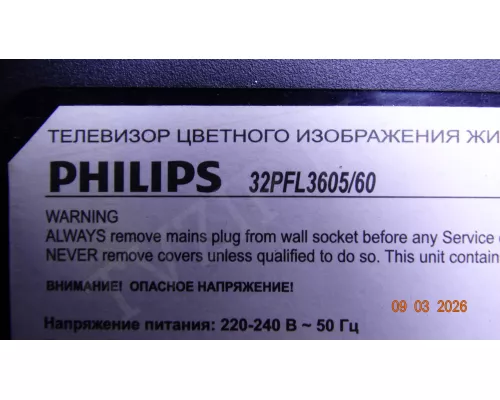 ТЕЛЕВИЗОР ЦВЕТНОГО ИЗОБРАЖЕНИЯ ЖИ
PHILIPS 32PFL3605/60
WARNING
ALWAYS remove mains plug from wall socket before any Service
NEVER remove covers unless qualified to do so. This unit contain
ВНИМАНИЕ! ОПАСНОЕ НАПРЯЖЕНИЕ!
09 03 2026
Напряжение питания: 220-240 В ~ 50 Гц